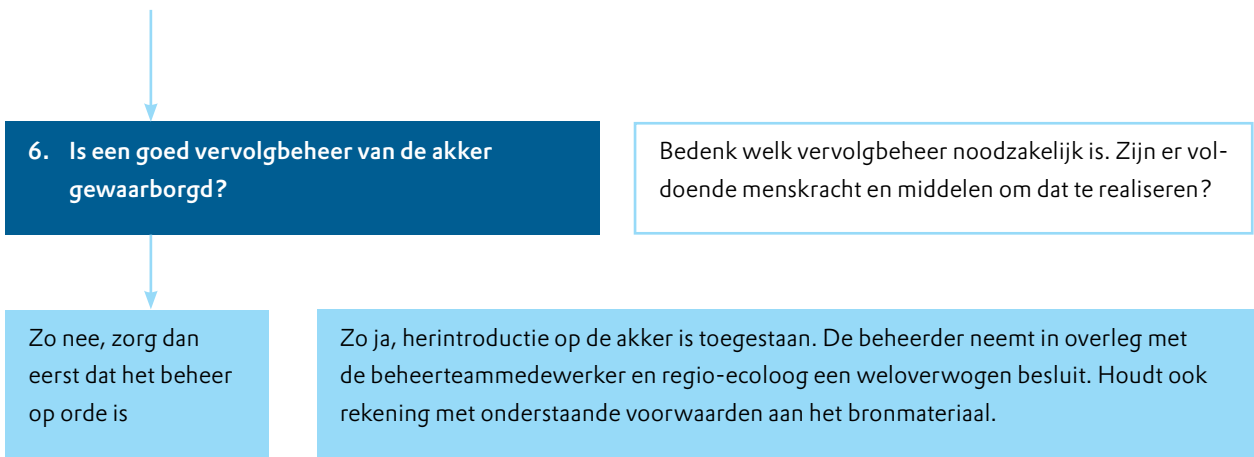 6. Is een goed vervolgbeheer van de akker
gewaarborgd?
Bedenk welk vervolgbeheer noodzakelijk is. Zijn er vol-
doende menskracht en middelen om dat te realiseren?
Zo nee, zorg dan
eerst dat het beheer
op orde is
Zo ja, herintroductie op de akker is toegestaan. De beheerder neemt in overleg met
de beheerteammedewerker en regio-ecoloog een weloverwogen besluit. Houdt ook
rekening met onderstaande voorwaarden aan het bronmateriaal.